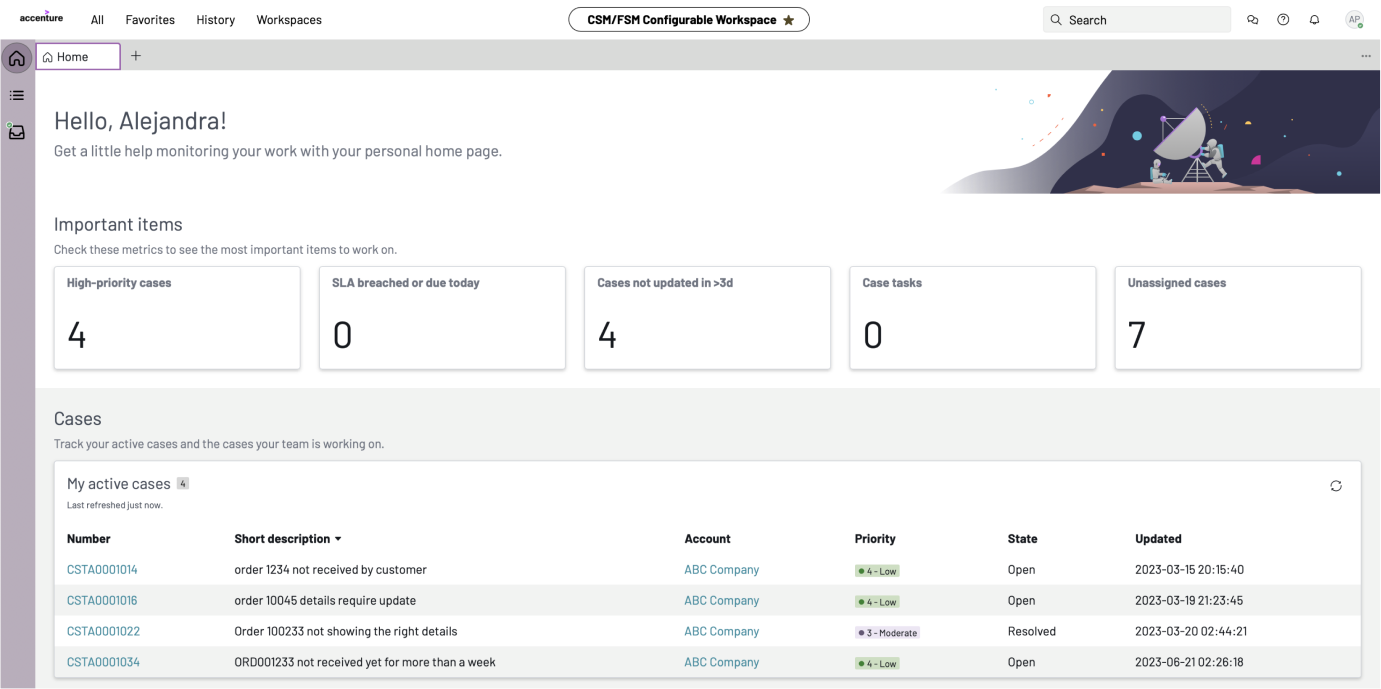 accenture All Favorites History Workspaces CSM/FSM Configurable Workspace Search AP
Home
Hello, Alejandra!
Get a little help monitoring your work with your personal home page.
Important items
Check these metrics to see the most important items to work on.
High-priority cases SLA breached or due today Cases not updated in >3d Case tasks Unassigned cases
4 0 4 0 7
Cases
Track your active cases and the cases your team is working on.
My active cases 4
Last refreshed just now.
Number Short description Account Priority State Updated
CSTA0001014 order 1234 not received by customer ABC Company 4 - Low Open 2023-03-15 20:15:40
CSTA0001016 order 10045 details require update ABC Company 4 - Low Open 2023-03-19 21:23:45
CSTA0001022 Order 100233 not showing the right details ABC Company 3 - Moderate Resolved 2023-03-20 02:44:21
CSTA0001034 ORD001233 not received yet for more than a week ABC Company 4 - Low Open 2023-06-21 02:26:18